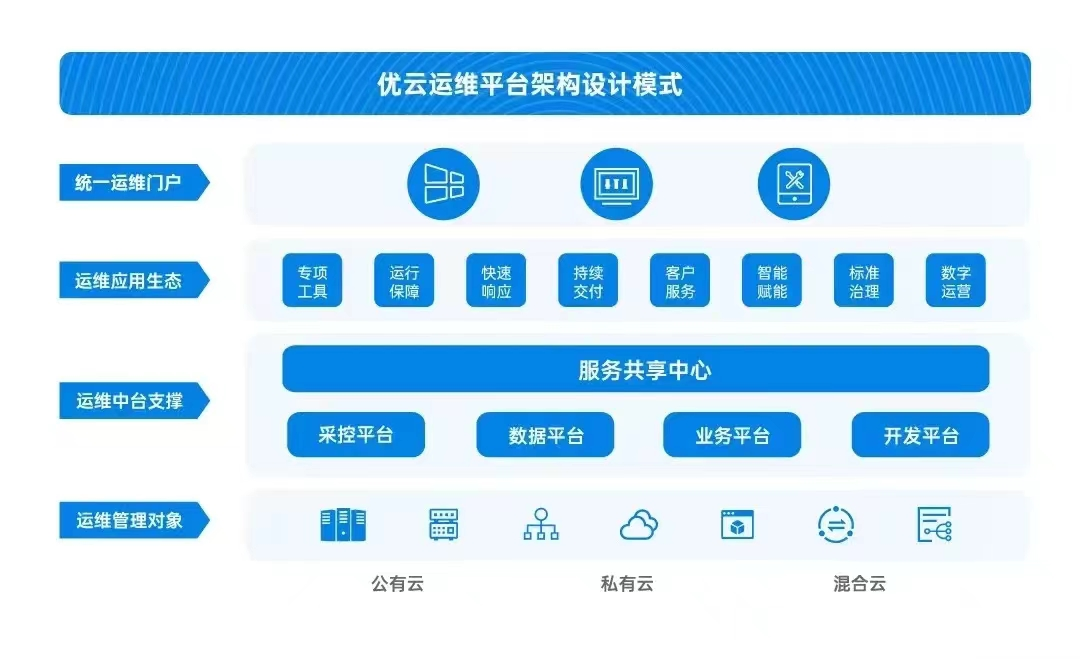 优云运维平台架构设计模式
统一运维门户
运维应用生态
专项
工具
运行
保障
快速
响应
持续
交付
客户
服务
智能
赋能
标准
治理
数字
运营
运维中台支撑
服务共享中心
采控平台
数据平台
业务平台
开发平台
运维管理对象
公有云
私有云
混合云